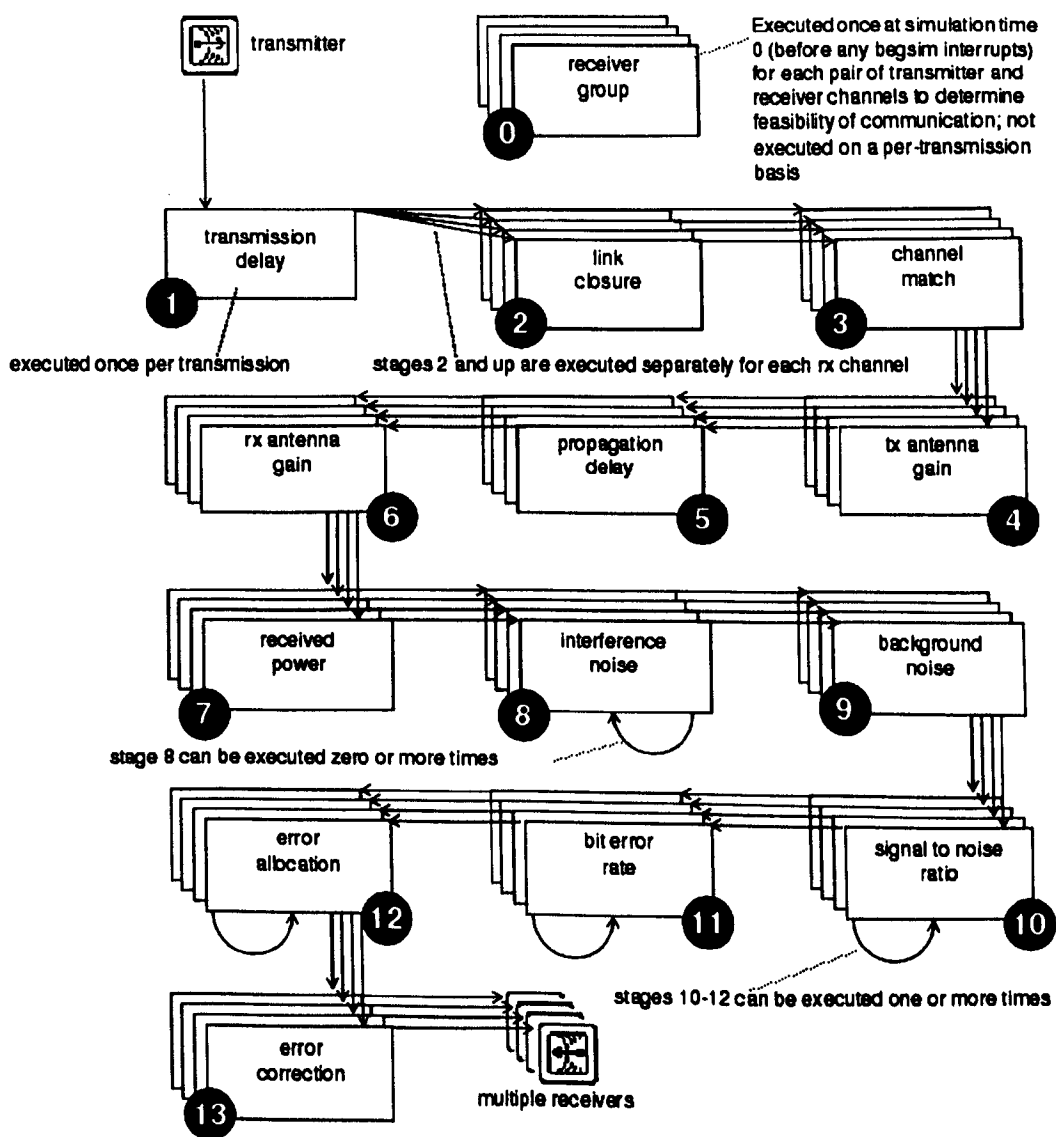 transmitter
receiver
group
0
Executed once at simulation time
0 (before any begsim interrupts)
for each pair of transmitter and
receiver channels to determine
feasibility of communication; not
executed on a per-transmission
basis
transmission
delay
1
link
closure
2
channel
match
3
executed once per transmission
stages 2 and up are executed separately for each rx channel
rx antenna
gain
6
propagation
delay
5
tx antenna
gain
4
received
power
7
interference
noise
8
background
noise
9
stage 8 can be executed zero or more times
error
allocation
12
bit error
rate
11
signal to noise
ratio
10
stages 10-12 can be executed one or more times
error
correction
13
multiple receivers